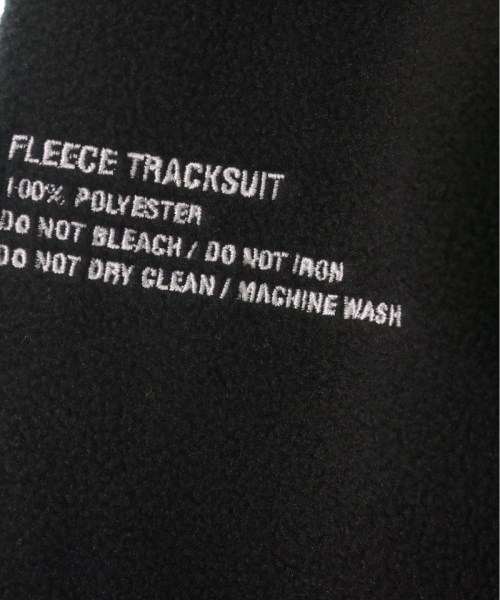 FLEECE TRACKSUIT
100% POLYESTER
DO NOT BLEACH / DO NOT IRON
DO NOT DRY CLEAN / MACHINE WASH